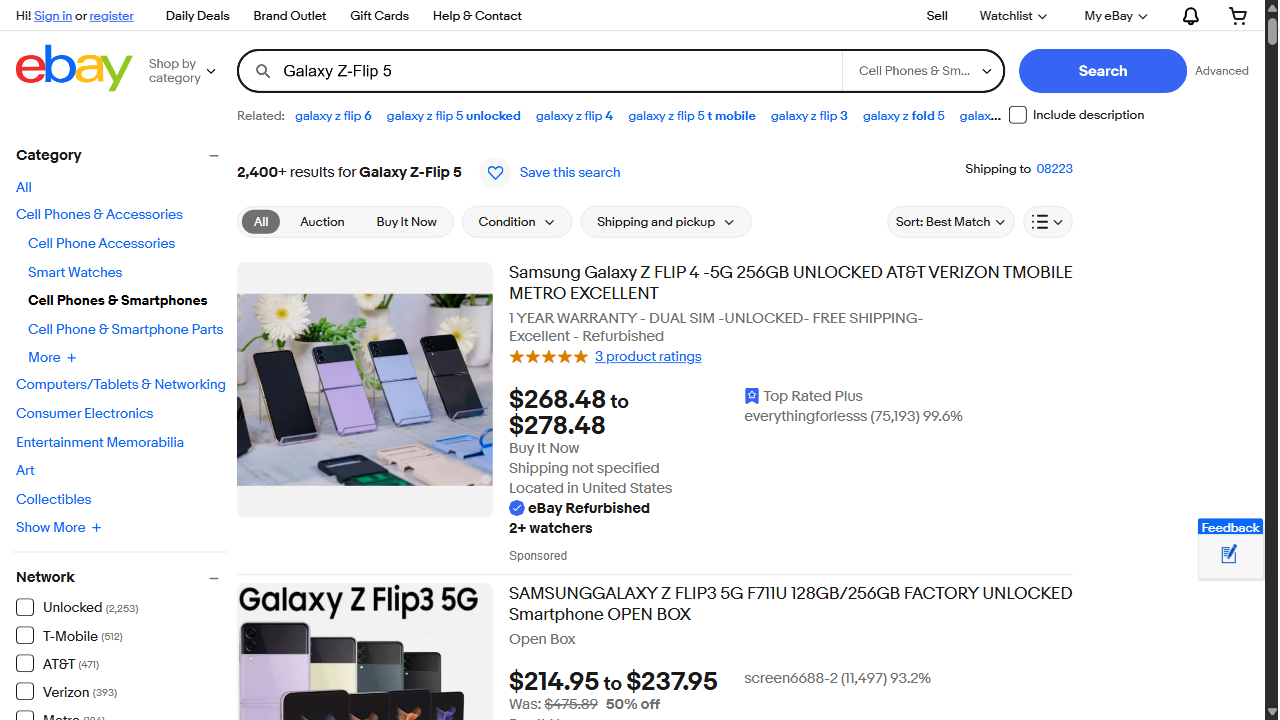 Hi! Sign in or register
Daily Deals
Brand Outlet
Gift Cards
Help & Contact
Sell
Watchlist
My eBay
ebay
Shop by
category
Galaxy Z-Flip 5
Cell Phones & Sm...
Search
Advanced
Related: galaxy z flip 6 galaxy z flip 5 unlocked galaxy z flip 4 galaxy z flip 5 t mobile galaxy z flip 3 galaxy z fold 5 galax...
Include description
Category
All
Cell Phones & Accessories
Cell Phone Accessories
Smart Watches
Cell Phones & Smartphones
Cell Phone & Smartphone Parts
More +
Computers/Tablets & Networking
Consumer Electronics
Entertainment Memorabilia
Art
Collectibles
Show More +
Network
Unlocked (2,253)
T-Mobile (512)
AT&T (471)
Verizon (393)
2,400+ results for Galaxy Z-Flip 5
Save this search
Shipping to 08223
All
Auction
Buy It Now
Condition
Shipping and pickup
Sort: Best Match
Samsung Galaxy Z FLIP 4 -5G 256GB UNLOCKED AT&T VERIZON TMOBILE
METRO EXCELLENT
1 YEAR WARRANTY - DUAL SIM -UNLOCKED- FREE SHIPPING-
Excellent - Refurbished
3 product ratings
$268.48 to
$278.48
Buy It Now
Shipping not specified
Located in United States
eBay Refurbished
2+ watchers
Sponsored
Top Rated Plus
everythingforlesss (75,193) 99.6%
Feedback
Galaxy Z Flip3 5G
SAMSUNGGALAXY Z FLIP3 5G F711U 128GB/256GB FACTORY UNLOCKED
Smartphone OPEN BOX
Open Box
$214.95 to $237.95
Was: $475.89 50% off
screen6688-2 (11,497) 93.2%